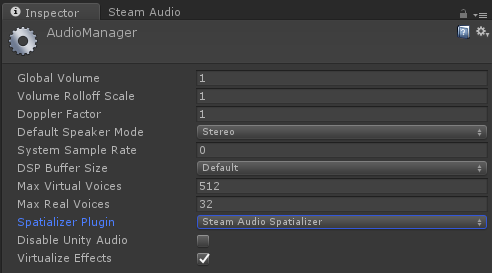 Inspector Steam Audio
AudioManager
Global Volume 1
Volume Rolloff Scale 1
Doppler Factor 1
Default Speaker Mode Stereo
System Sample Rate 0
DSP Buffer Size Default
Max Virtual Voices 512
Max Real Voices 32
Spatializer Plugin Steam Audio Spatializer
Disable Unity Audio
Virtualize Effects